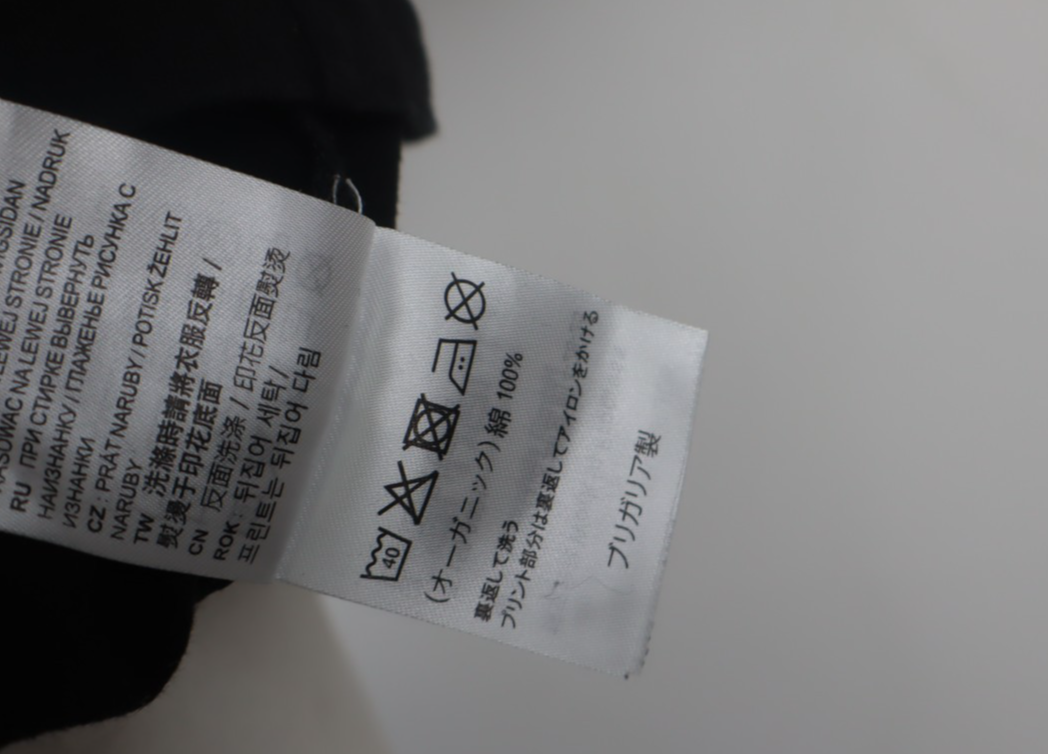 LEWEJ STRONIE / NADRUK
NA LEWEJ STRONIE
RU ПРИ СТИРКЕ ВЫВЕРНУТЬ
НАИЗНАНКУ / ГЛАЖЕНЬЕ РИСУНКА С
ИЗНАНКИ
CZ : PRÁT NARUBY / POTISK ŽEHLIT
NARUBY
TW 洗滌時請將衣服反轉 /
熨燙于印花底面
CN 反面洗涤 / 印花反面熨烫
ROK : 뒤집어 세탁 /
프린트는 뒤집어 다림
40
(オーガニック) 綿 100%
裏返して洗う
プリント部分は裏返してアイロンをかける
ブリガリア製